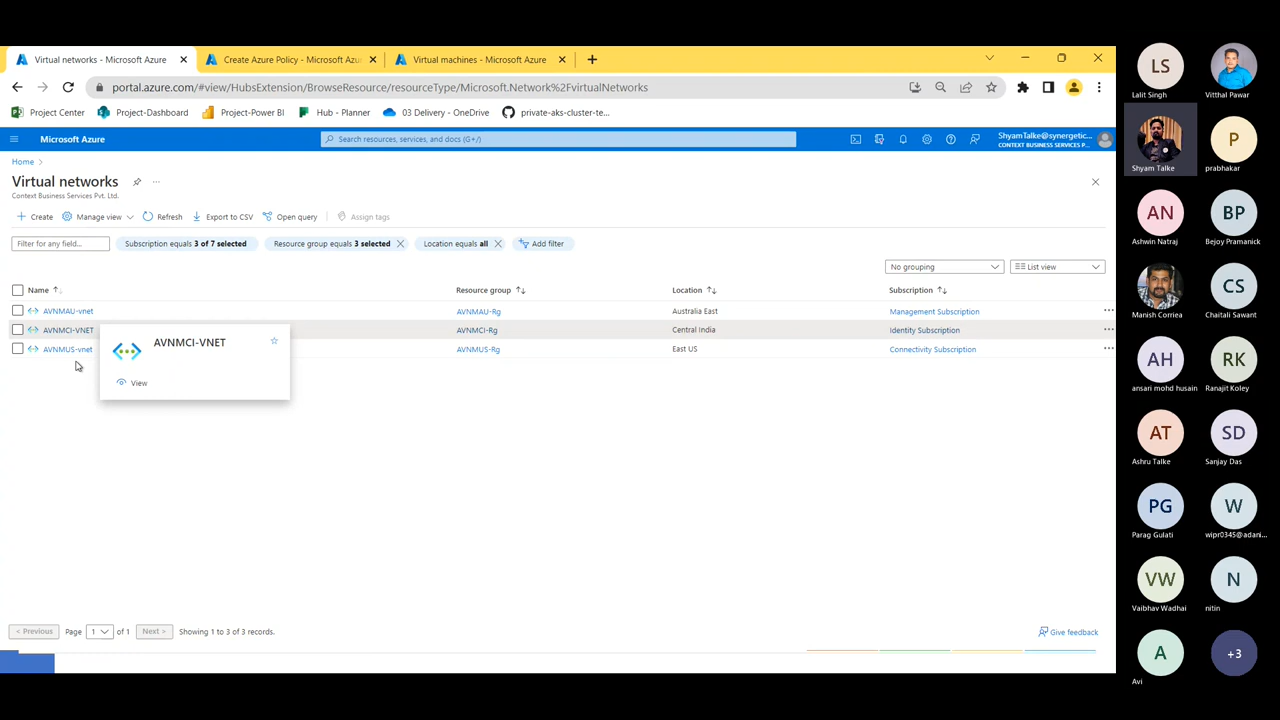 Virtual networks - Microsoft Azure
Create Azure Policy - Microsoft Azu
Virtual machines - Microsoft Azure
portal.azure.com/#view/HubsExtension/BrowseResource/resourceType/Microsoft.Network%2FvirtualNetworks
Project Center
Project-Dashboard
Project-Power BI
Hub - Planner
03 Delivery - OneDrive
private-aks-cluster-te...
Microsoft Azure
Search resources, services, and docs (G+/)
ShyamTalke@synergetic...
CONTEXT BUSINESS SERVICES P...
Home
Virtual networks
Context Business Services Pvt. Ltd.
Create
Manage view
Refresh
Export to CSV
Open query
Assign tags
Filter for any field...
Subscription equals 3 of 7 selected
Resource group equals 3 selected
Location equals all
Add filter
No grouping
List view
Name
Resource group
Location
Subscription
AVNMAU-vnet
AVNMAU-Rg
Australia East
Management Subscription
AVNMCI-VNET
AVNMCI-Rg
Central India
Identity Subscription
AVNMUS-vnet
AVNMUS-Rg
East US
Connectivity Subscription
AVNMCI-VNET
View
< Previous
Page
1
of 1
Next >
Showing 1 to 3 of 3 records.
Give feedback
LS
Lalit Singh
Vitthal Pawar
Shyam Talke
P
prabhakar
AN
Ashwin Natraj
BP
Bejoy Pramanick
Manish Corriea
CS
Chaitali Sawant
AH
ansari mohd husain
RK
Ranajit Koley
AT
Ashru Talke
SD
Sanjay Das
PG
Parag Gulati
W
wipr0345@adani...
VW
Vaibhav Wadhai
N
nitin
A
Avi
+3